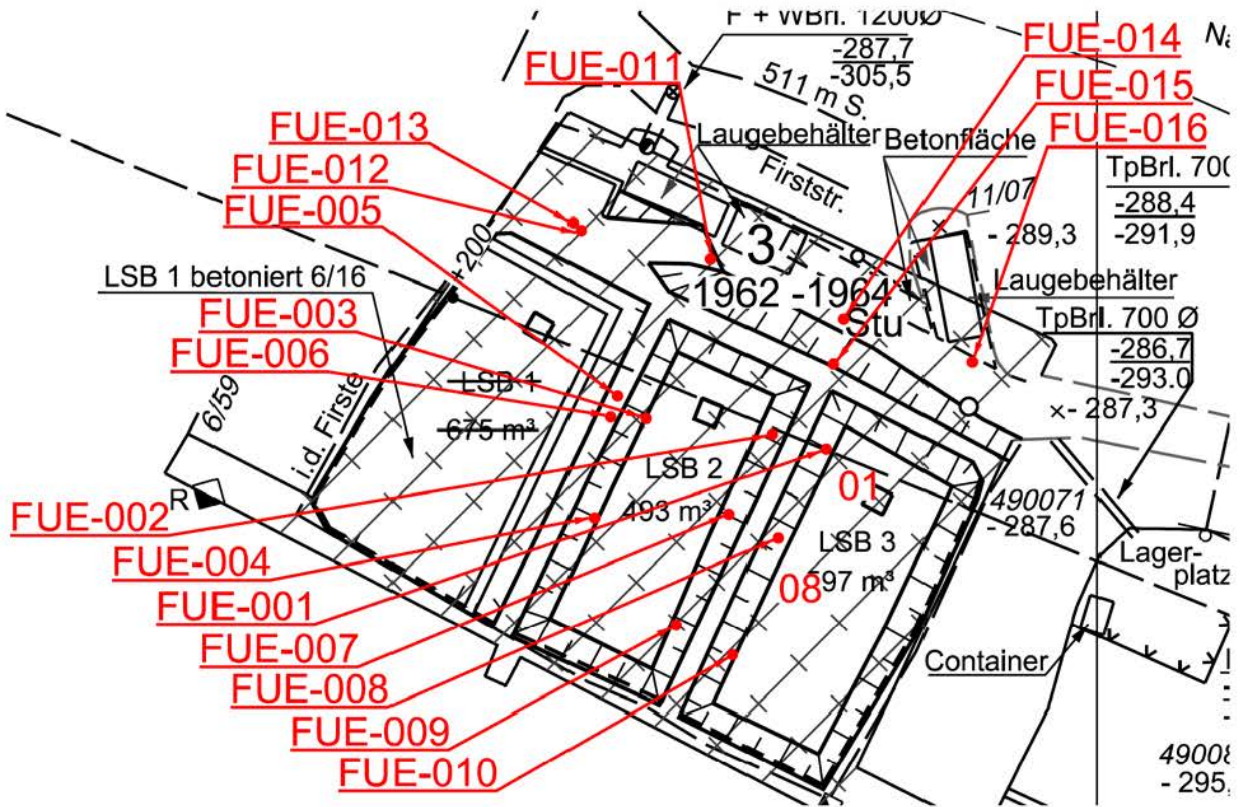 F + WBrl. 1200Ø
-287,7
-305,5
511 m S.
FUE-011
FUE-014
FUE-015
FUE-016
FUE-013
FUE-012
FUE-005
Laugebehälter
Betonfläche
Firststr.
TpBrl. 700
-288,4
-291,9
11/07
- 289,3
3
1962 -1964
Stu
+200
LSB 1 betoniert 6/16
Laugebehälter
TpBrl. 700 Ø
-286,7
-293.0
FUE-003
FUE-006
6/59
i.d. Firste
LSB 1
675 m³
×- 287,3
LSB 2
493 m³
01
490071
- 287,6
R
FUE-002
FUE-004
FUE-001
FUE-007
FUE-008
FUE-009
FUE-010
LSB 3
08
97 m³
Lager-
platz
Container
49008
- 295,